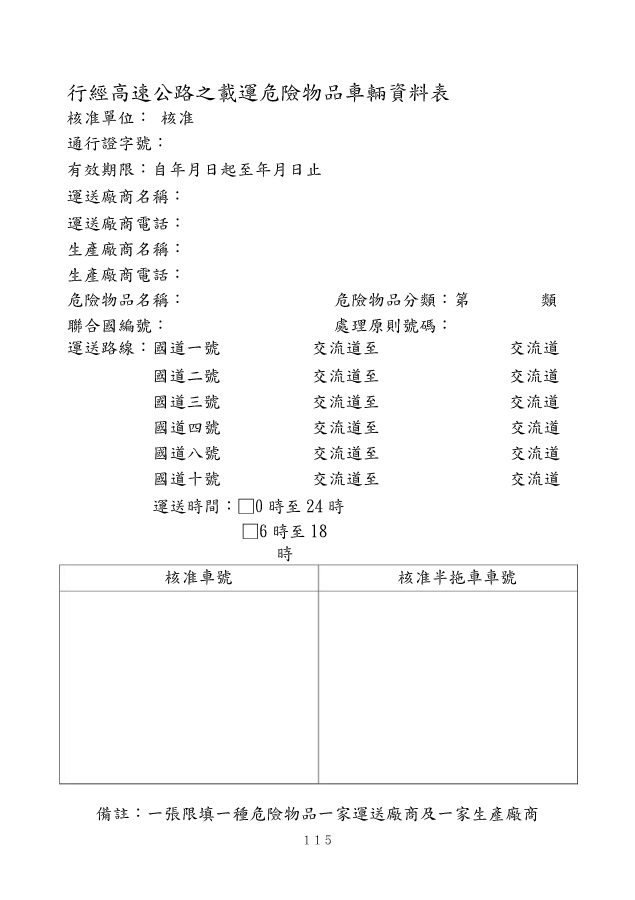 行經高速公路之載運危險物品車輛資料表
核准單位： 核准
通行證字號：
有效期限：自年月日起至年月日止
運送廠商名稱：
運送廠商電話：
生產廠商名稱：
生產廠商電話：
危險物品名稱： 危險物品分類：第 類
聯合國編號： 處理原則號碼：
運送路線：國道一號 交流道至 交流道
國道二號 交流道至 交流道
國道三號 交流道至 交流道
國道四號 交流道至 交流道
國道八號 交流道至 交流道
國道十號 交流道至 交流道
運送時間：□0 時至 24 時
□6 時至 18
時
核准車號 核准半拖車車號
備註：一張限填一種危險物品一家運送廠商及一家生產廠商
115